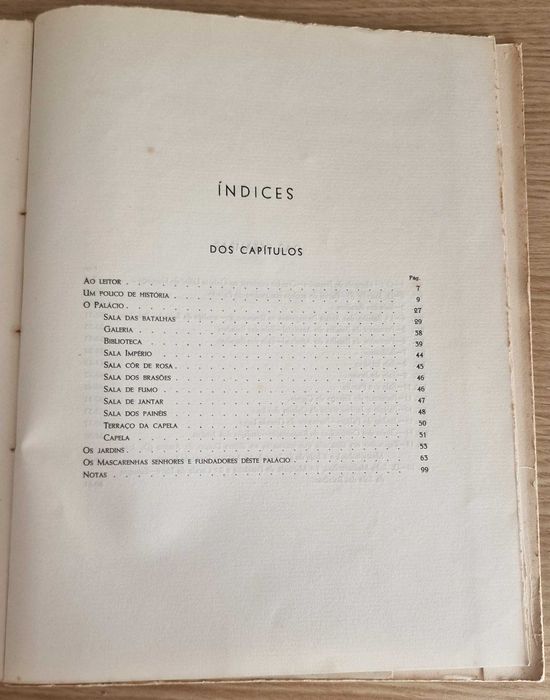 ÍNDICES
DOS CAPÍTULOS
Pág.
AO LEITOR 7
UM POUCO DE HISTÓRIA 9
O PALÁCIO 27
SALA DAS BATALHAS 29
GALERIA 38
BIBLIOTECA 39
SALA IMPÉRIO 44
SALA CÔR DE ROSA 45
SALA DOS BRASÕES 46
SALA DE FUMO 46
SALA DE JANTAR 47
SALA DOS PAINÉIS 48
TERRAÇO DA CAPELA 50
CAPELA 51
OS JARDINS 53
OS MASCARENHAS SENHORES E FUNDADORES DÊSTE PALÁCIO 63
NOTAS 99